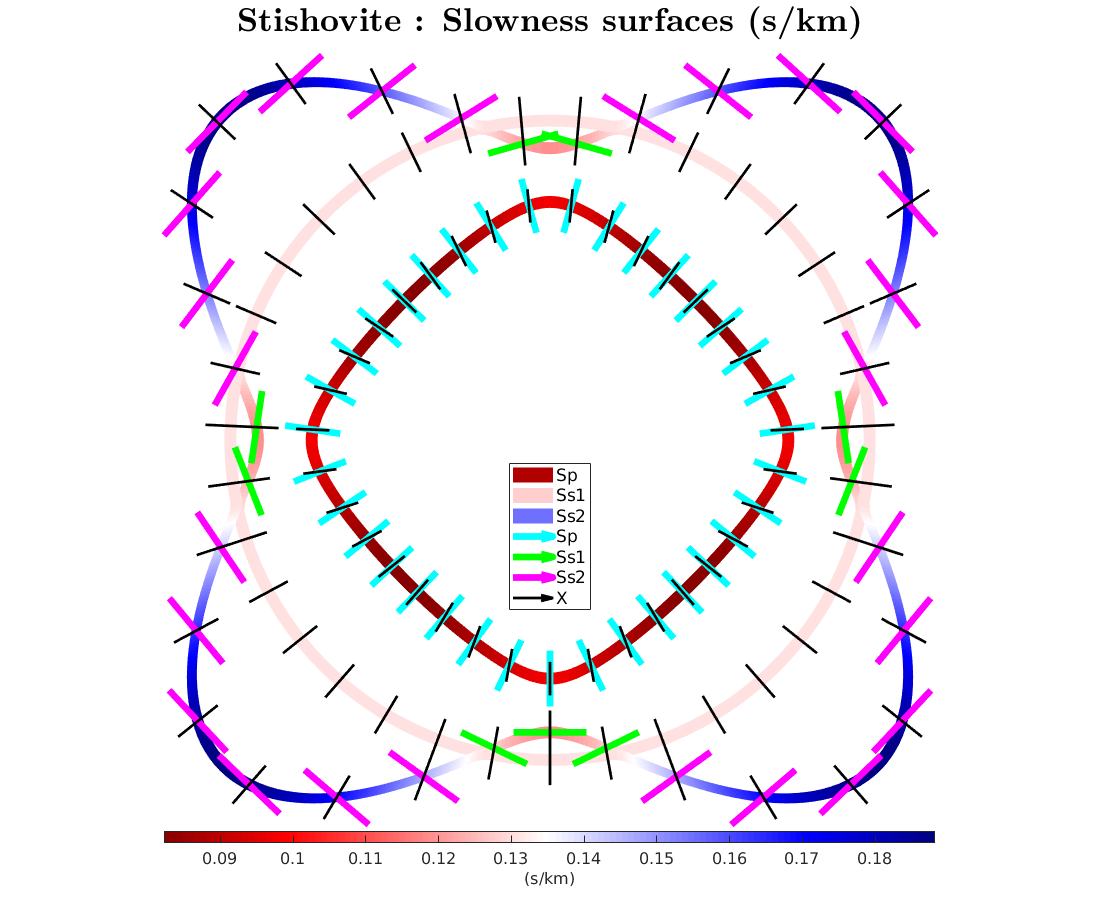 Stishovite : Slowness surfaces (s/km)
Sp
Ss1
Ss2
Sp
Ss1
Ss2
X
0.09 0.1 0.11 0.12 0.13 0.14 0.15 0.16 0.17 0.18
(s/km)